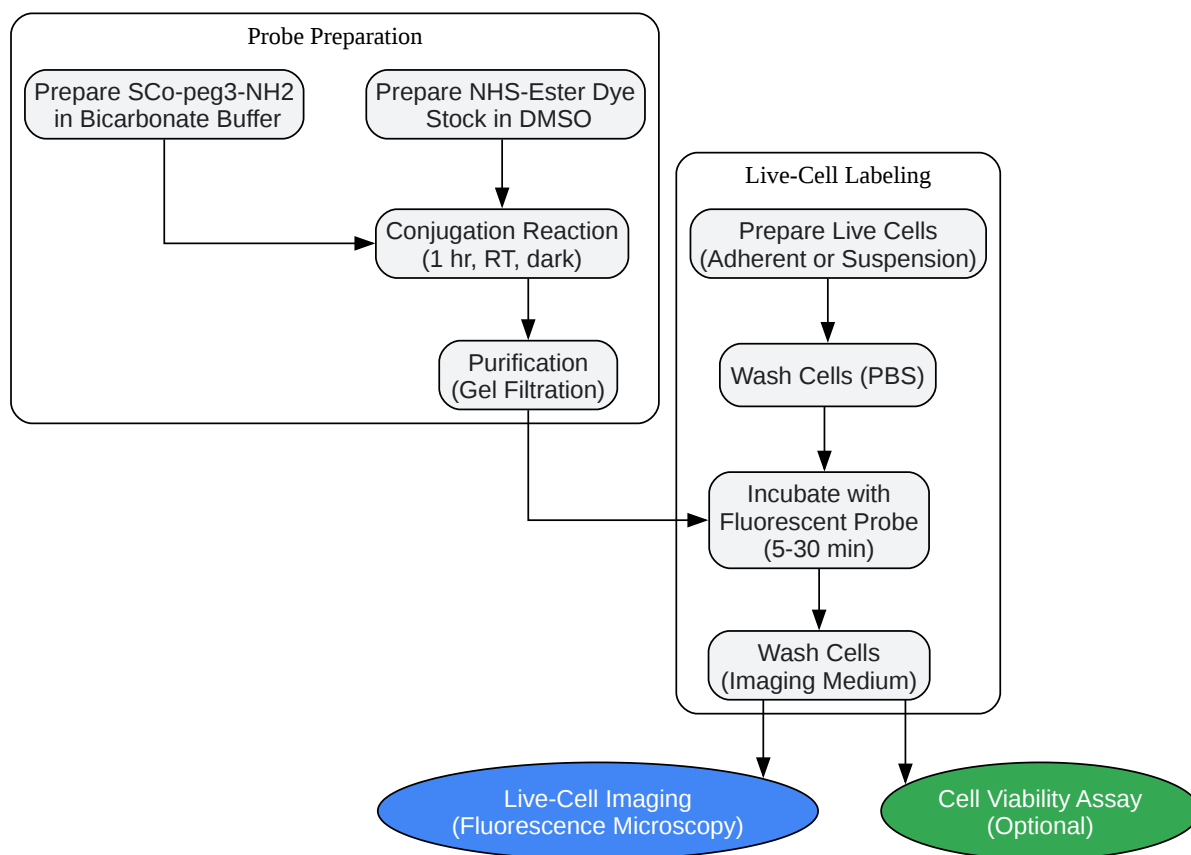 Probe Preparation
Prepare SCo-peg3-NH2
in Bicarbonate Buffer
Prepare NHS-Ester Dye
Stock in DMSO
Conjugation Reaction
(1 hr, RT, dark)
Purification
(Gel Filtration)
Live-Cell Labeling
Prepare Live Cells
(Adherent or Suspension)
Wash Cells (PBS)
Incubate with
Fluorescent Probe
(5-30 min)
Wash Cells
(Imaging Medium)
Live-Cell Imaging
(Fluorescence Microscopy)
Cell Viability Assay
(Optional)